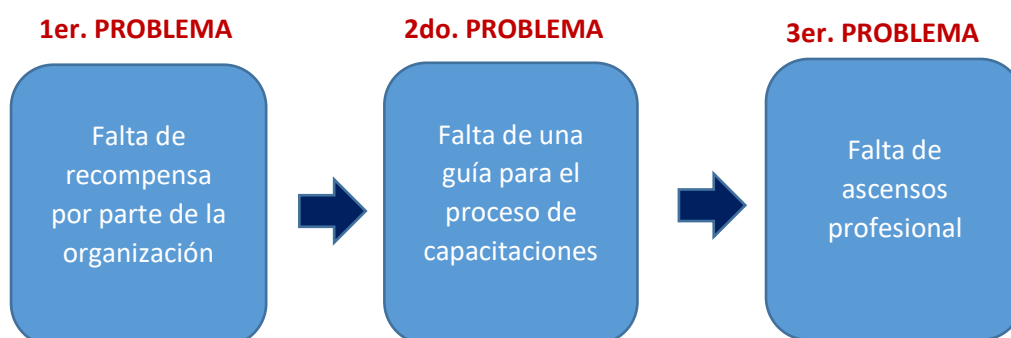 1er. PROBLEMA
2do. PROBLEMA
3er. PROBLEMA
Falta de
recompensa
por parte de la
organización
Falta de una
guía para el
proceso de
capacitaciones
Falta de
ascensos
profesional